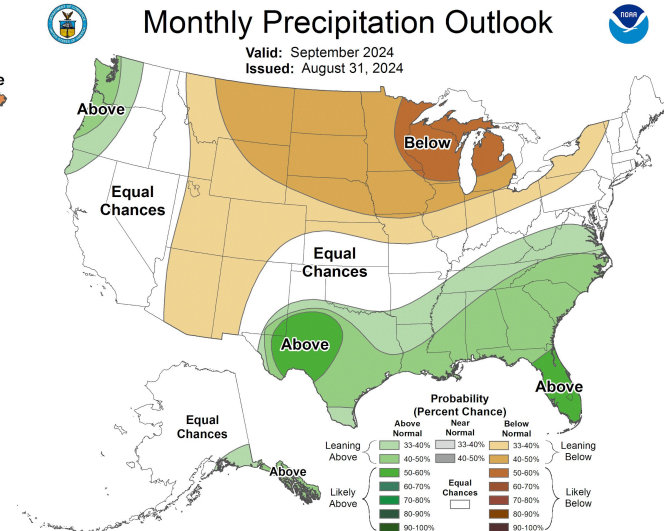 Monthly Precipitation Outlook
Valid: September 2024
Issued: August 31, 2024
NOAA
e
Above
Below
Equal
Chances
Equal
Chances
Above
Above
Equal
Chances
Above
Probability
(Percent Chance)
Above Normal
Near Normal
Below Normal
Leaning Above
33-40% 33-40% 33-40%
40-50% 40-50% 40-50%
Leaning Below
50-60% 50-60%
60-70% Equal Chances 60-70%
Likely Above
70-80% 70-80%
Likely Below
80-90% 80-90%
90-100% 90-100%